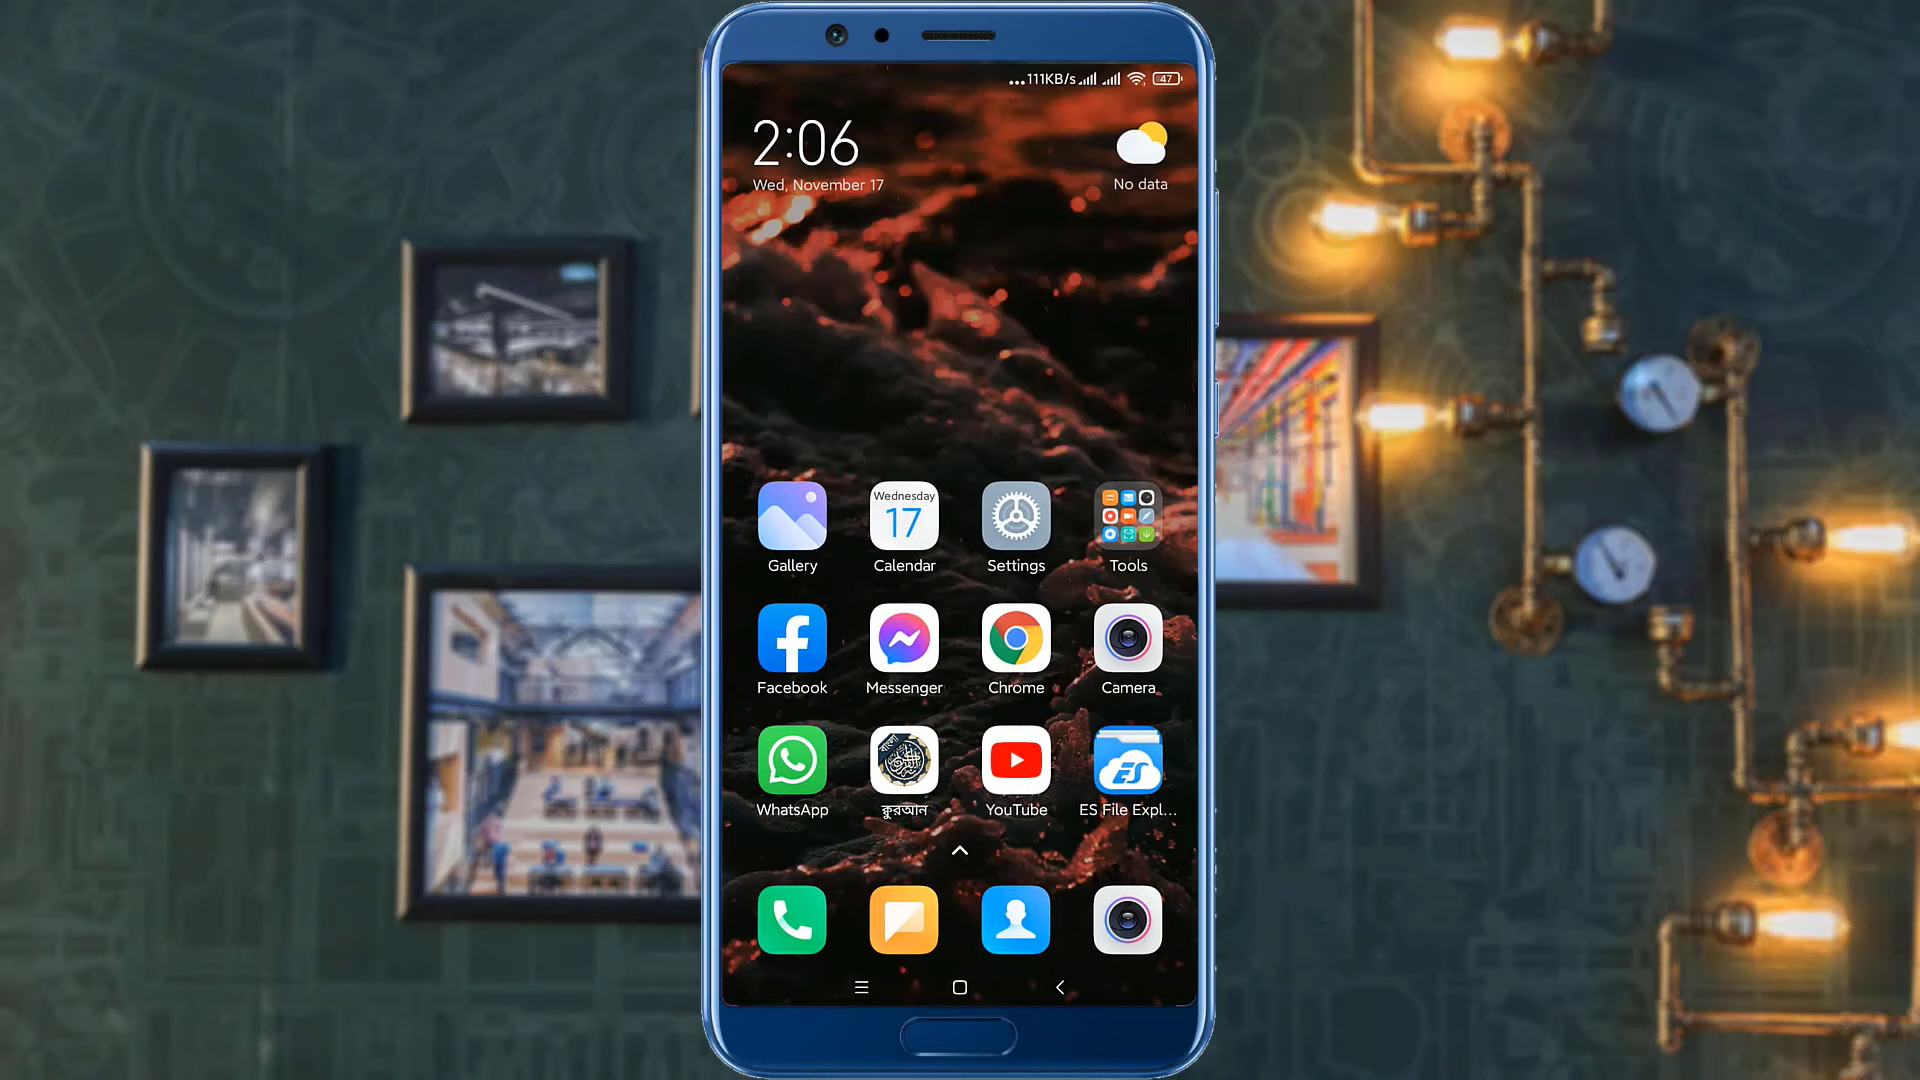 ...111KB/s 47
2:06
Wed, November 17
No data
Wednesday
17
Gallery
Calendar
Settings
Tools
Facebook
Messenger
Chrome
Camera
বাংলা
ES
WhatsApp
ক্বুরআন
YouTube
ES File Expl...